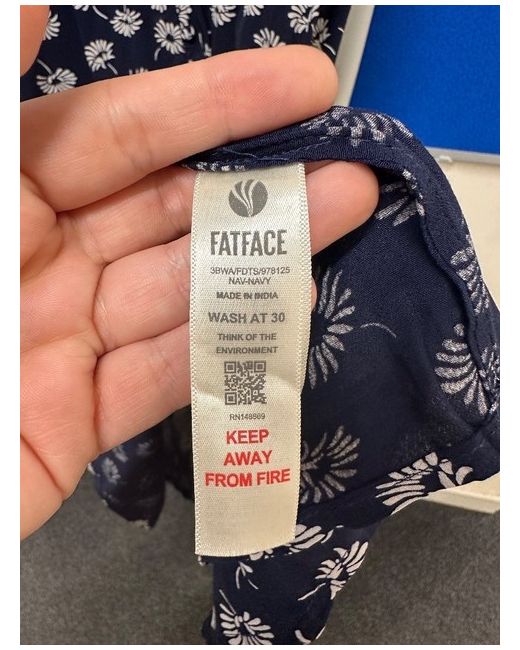 FATFACE
3BWA/FDTS/978125
NAV-NAVY
MADE IN INDIA
WASH AT 30
THINK OF THE
ENVIRONMENT
RN148869
KEEP
AWAY
FROM FIRE